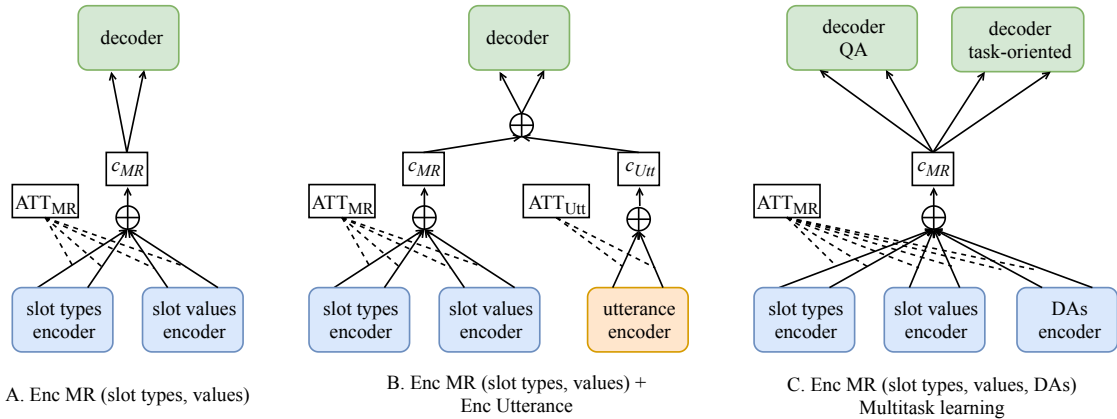 decoder
c_MR
ATT_MR
slot types
encoder
slot values
encoder
A. Enc MR (slot types, values)
decoder
c_MR
c_Utt
ATT_MR
ATT_Utt
slot types
encoder
slot values
encoder
utterance
encoder
B. Enc MR (slot types, values) +
Enc Utterance
decoder
QA
decoder
task-oriented
c_MR
ATT_MR
slot types
encoder
slot values
encoder
DAs
encoder
C. Enc MR (slot types, values, DAs)
Multitask learning